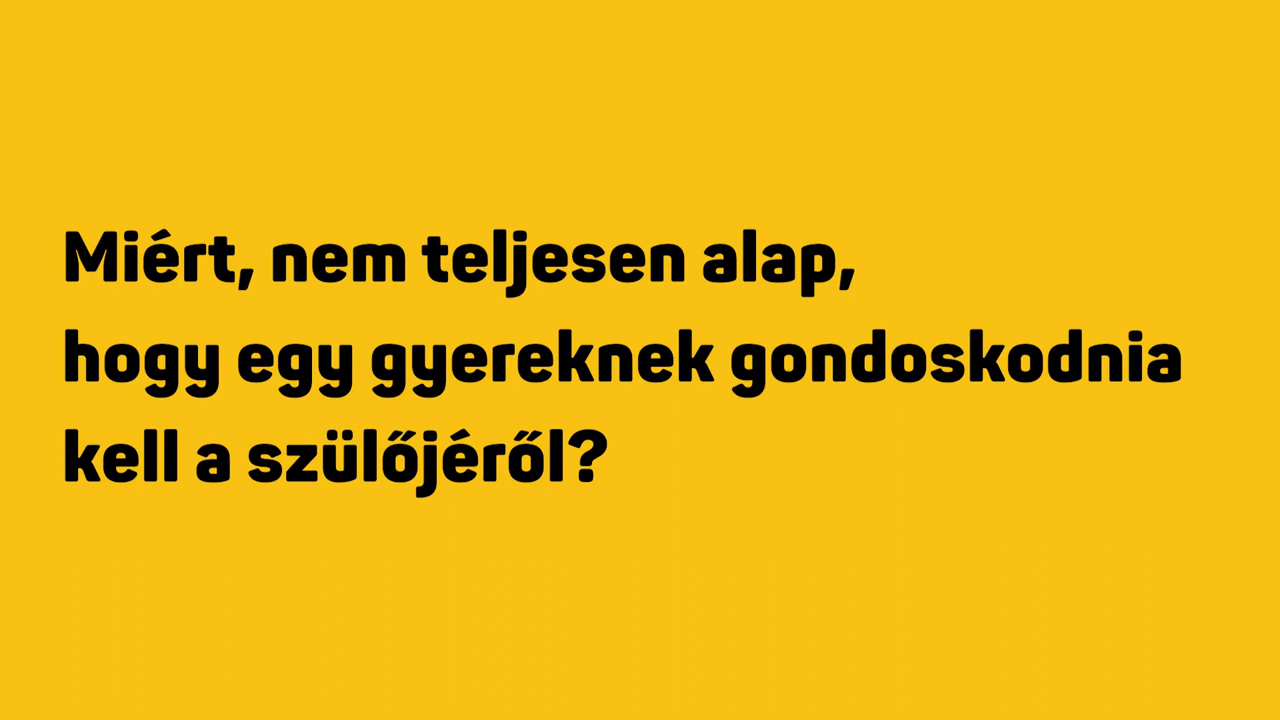 Miért, nem teljesen alap,
hogy egy gyereknek gondoskodnia
kell a szülőjéről?